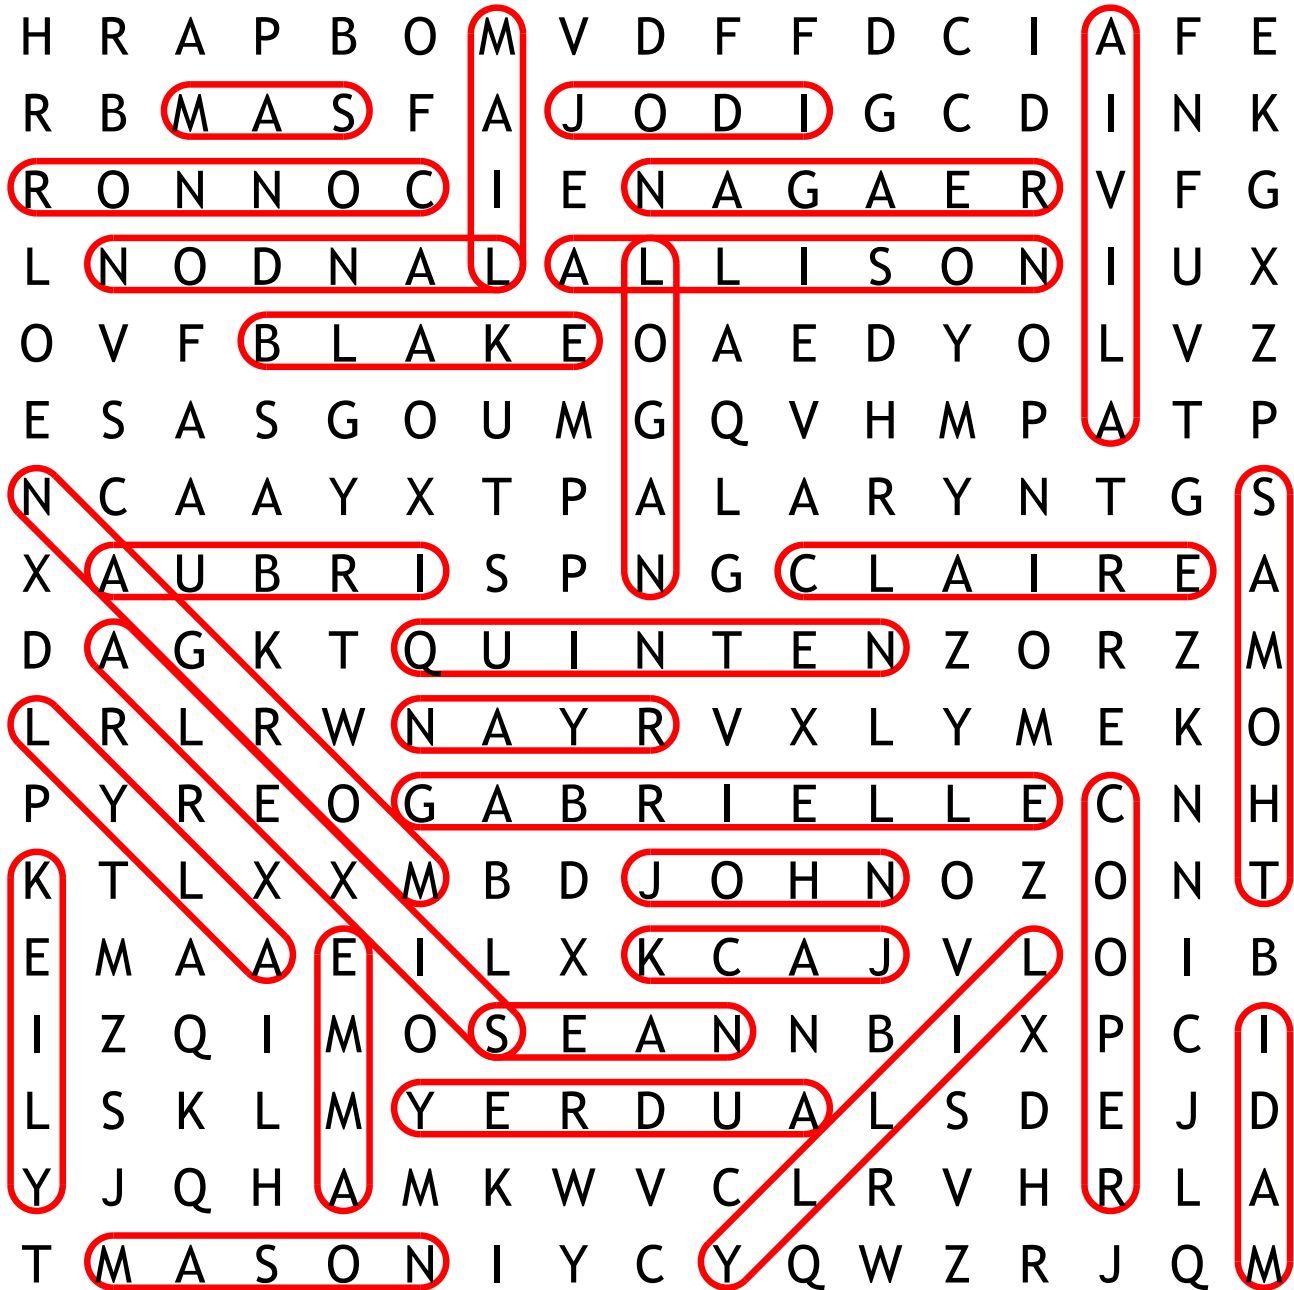 H R A P B O M V D F F D C I A F E
R B M A S F A J O D I G C D I N K
R O N N O C I E N A G A E R V F G
L N O D N A L A L L I S O N I U X
O V F B L A K E O A E D Y O L V Z
E S A S G O U M G Q V H M P A T P
N C A A Y X T P A L A R Y N T G S
X A U B R I S P N G C L A I R E A
D A G K T Q U I N T E N Z O R Z M
L R L R W N A Y R V X L Y M E K O
P Y R E O G A B R I E L L E C N H
K T L X X M B D J O H N O Z O N T
E M A A E I L X K C A J V L O I B
I Z Q I M O S E A N N B I X P C I
L S K L M Y E R D U A L S D E J D
Y J Q H A M K W V C L R V H R L A
T M A S O N I Y C Y Q W Z R J Q M